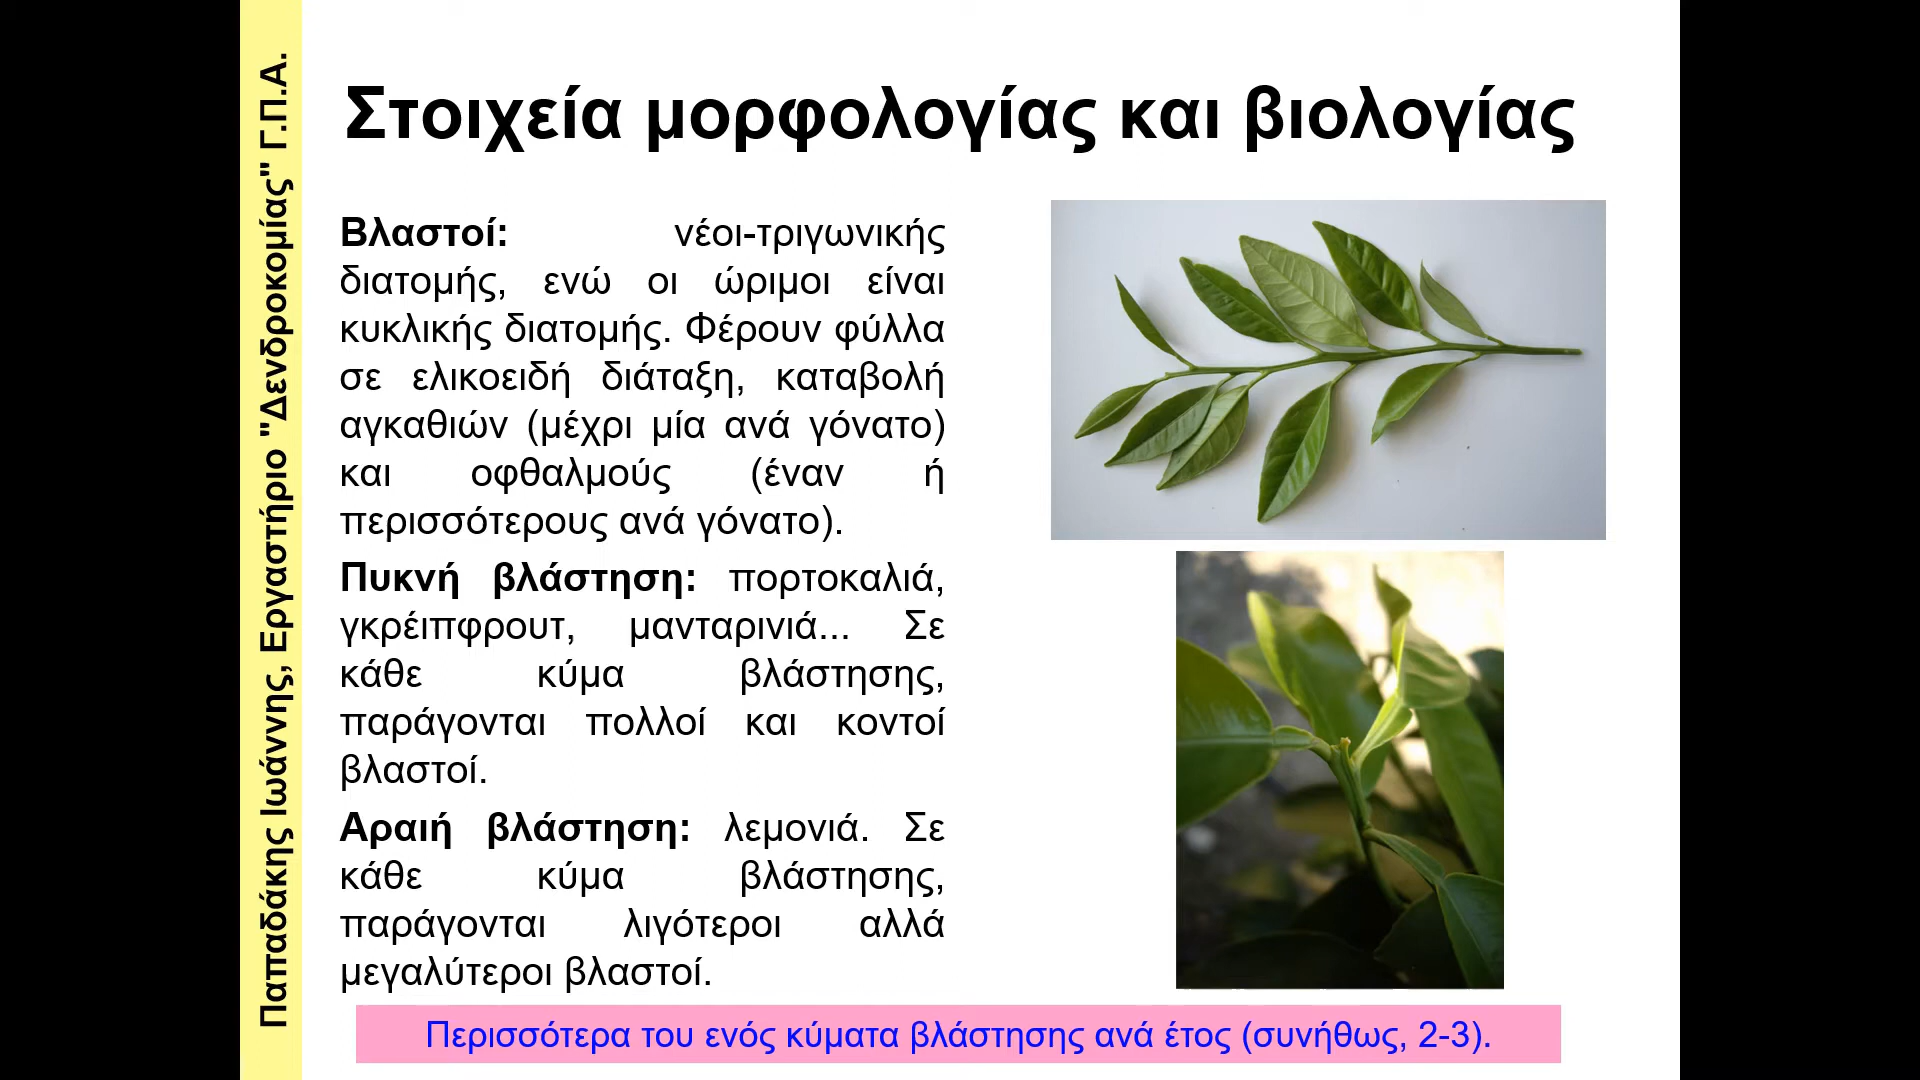 Παπαδάκης Ιωάννης, Εργαστήριο "Δενδροκομίας" Γ.Π.Α.
Στοιχεία μορφολογίας και βιολογίας
Βλαστοί: νέοι-τριγωνικής
διατομής, ενώ οι ώριμοι είναι
κυκλικής διατομής. Φέρουν φύλλα
σε ελικοειδή διάταξη, καταβολή
αγκαθιών (μέχρι μία ανά γόνατο)
και οφθαλμούς (έναν ή
περισσότερους ανά γόνατο).
Πυκνή βλάστηση: πορτοκαλιά,
γκρέιπφρουτ, μανταρινιά... Σε
κάθε κύμα βλάστησης,
παράγονται πολλοί και κοντοί
βλαστοί.
Αραιή βλάστηση: λεμονιά. Σε
κάθε κύμα βλάστησης,
παράγονται λιγότεροι αλλά
μεγαλύτεροι βλαστοί.
Περισσότερα του ενός κύματα βλάστησης ανά έτος (συνήθως, 2-3).